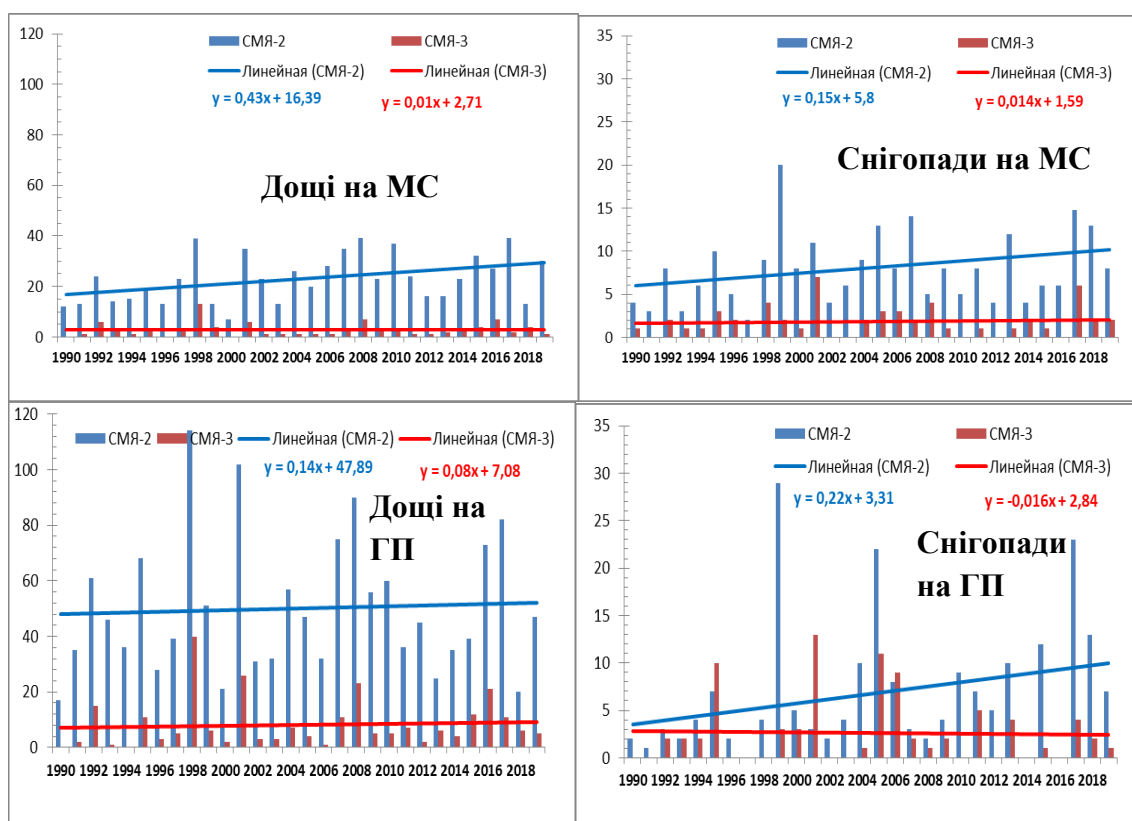 120
100
80
60
40
20
0
СМЯ-2 СМЯ-3
Линейная (СМЯ-2) Линейная (СМЯ-3)
y = 0,43x + 16,39 y = 0,01x + 2,71
Дощі на МС
1990 1992 1994 1996 1998 2000 2002 2004 2006 2008 2010 2012 2014 2016 2018
35
30
25
20
15
10
5
0
СМЯ-2 СМЯ-3
Линейная (СМЯ-2) Линейная (СМЯ-3)
y = 0,15x + 5,8 y = 0,014x + 1,59
Снігопади на МС
1990 1992 1994 1996 1998 2000 2002 2004 2006 2008 2010 2012 2014 2016 2018
120
100
80
60
40
20
0
СМЯ-2 СМЯ-3 Линейная (СМЯ-2) Линейная (СМЯ-3)
y = 0,14x + 47,89 y = 0,08x + 7,08
Дощі на
ГП
1990 1992 1994 1996 1998 2000 2002 2004 2006 2008 2010 2012 2014 2016 2018
35
30
25
20
15
10
5
0
СМЯ-2 СМЯ-3
Линейная (СМЯ-2) Линейная (СМЯ-3)
y = 0,22x + 3,31 y = -0,016x + 2,84
Снігопади
на ГП
1990 1992 1994 1996 1998 2000 2002 2004 2006 2008 2010 2012 2014 2016 2018